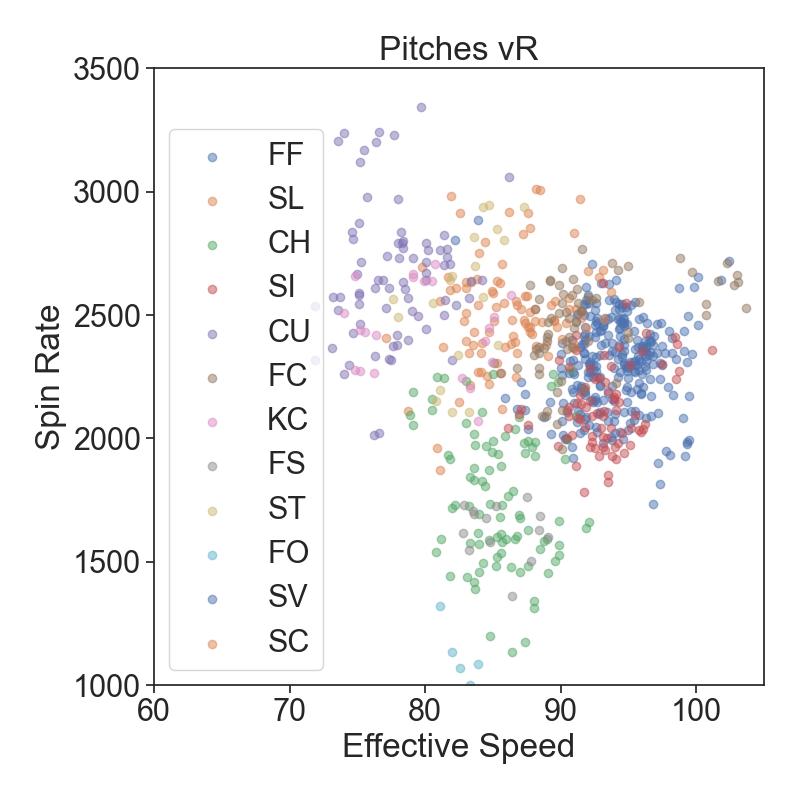 Pitches vR
3500
3000
2500
2000
1500
1000
Spin Rate
FF
SL
CH
SI
CU
FC
KC
FS
ST
FO
SV
SC
60 70 80 90 100
Effective Speed